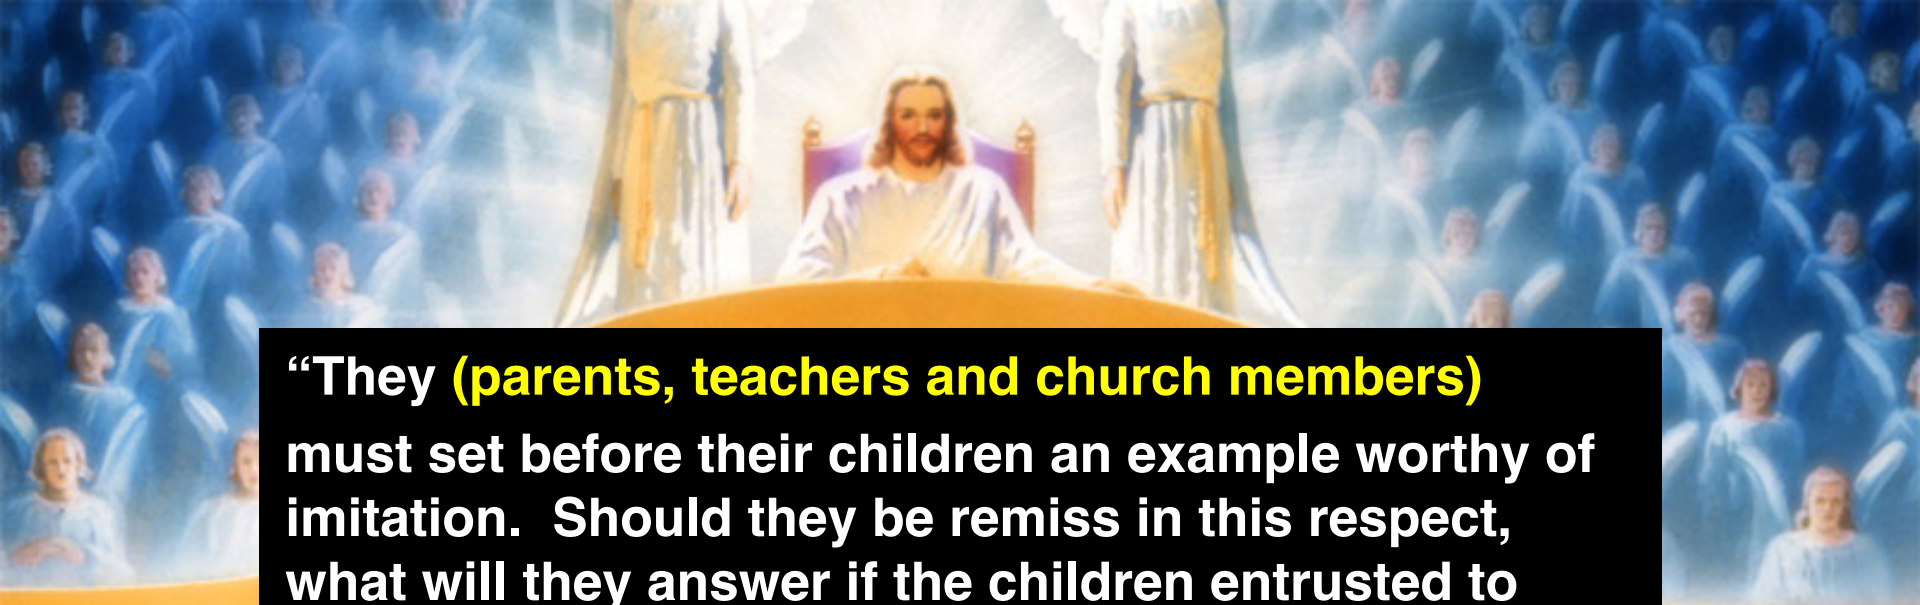 “They (parents, teachers and church members)
must set before their children an example worthy of
imitation.  Should they be remiss in this respect,
what will they answer if the children entrusted to